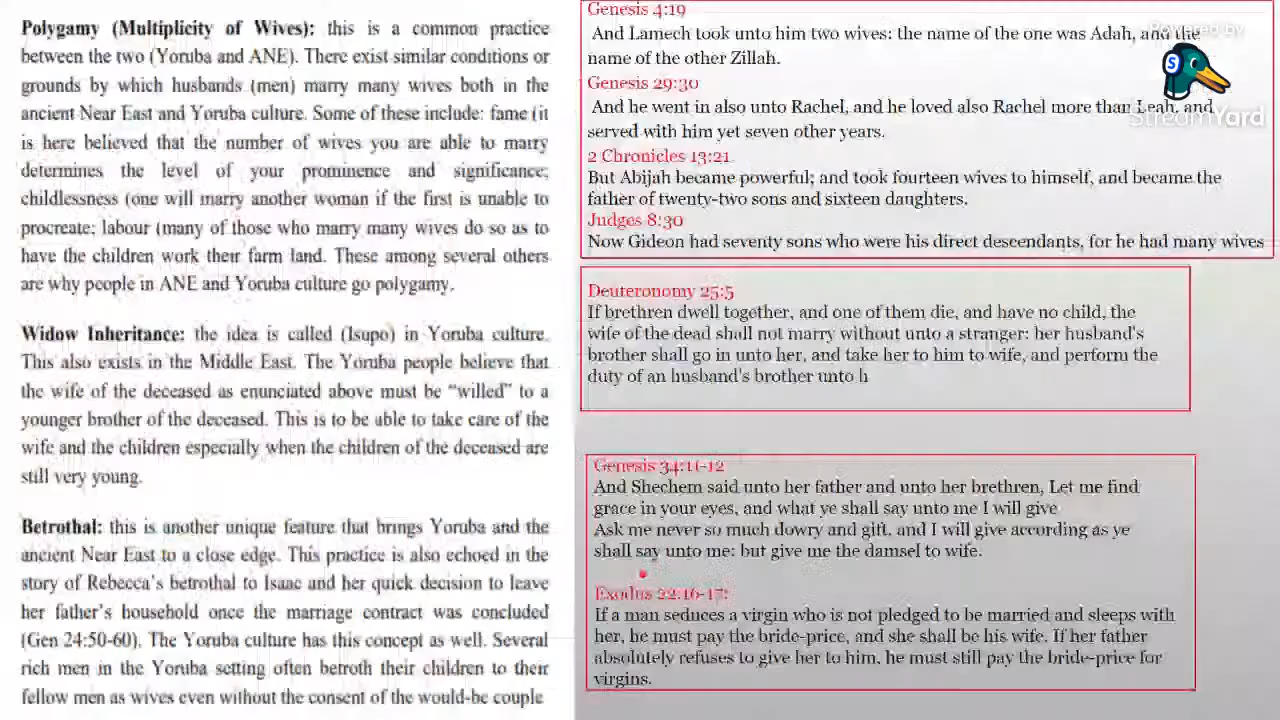 Polygamy (Multiplicity of Wives): this is a common practice
between the two (Yoruba and ANE). There exist similar conditions or
grounds by which husbands (men) marry many wives both in the
ancient Near East and Yoruba culture. Some of these include: fame (it
is here believed that the number of wives you are able to marry
determines the level of your prominence and significance;
childlessness (one will marry another woman if the first is unable to
procreate; labour (many of those who marry many wives do so as to
have the children work their farm land. These among several others
are why people in ANE and Yoruba culture go polygamy.
Widow Inheritance: the idea is called (Isupo) in Yoruba culture.
This also exists in the Middle East. The Yoruba people believe that
the wife of the deceased as enunciated above must be “willed” to a
younger brother of the deceased. This is to be able to take care of the
wife and the children especially when the children of the deceased are
still very young.
Betrothal: this is another unique feature that brings Yoruba and the
ancient Near East to a close edge. This practice is also echoed in the
story of Rebecca’s betrothal to Isaac and her quick decision to leave
her father’s household once the marriage contract was concluded
(Gen 24:50-60). The Yoruba culture has this concept as well. Several
rich men in the Yoruba setting often betroth their children to their
fellow men as wives even without the consent of the would-be couple
Genesis 4:19
And Lamech took unto him two wives: the name of the one was Adah, and the
name of the other Zillah.
Genesis 29:30
And he went in also unto Rachel, and he loved also Rachel more than Leah, and
served with him yet seven other years.
2 Chronicles 13:21
But Abijah became powerful; and took fourteen wives to himself, and became the
father of twenty-two sons and sixteen daughters.
Judges 8:30
Now Gideon had seventy sons who were his direct descendants, for he had many wives
Deuteronomy 25:5
If brethren dwell together, and one of them die, and have no child, the
wife of the dead shall not marry without unto a stranger: her husband's
brother shall go in unto her, and take her to him to wife, and perform the
duty of an husband's brother unto h
Genesis 34:11-12
And Shechem said unto her father and unto her brethren, Let me find
grace in your eyes, and what ye shall say unto me I will give
Ask me never so much dowry and gift, and I will give according as ye
shall say unto me: but give me the damsel to wife.
Exodus 22:16-17:
If a man seduces a virgin who is not pledged to be married and sleeps with
her, he must pay the bride-price, and she shall be his wife. If her father
absolutely refuses to give her to him, he must still pay the bride-price for
virgins.
Powered by
S
StreamYard